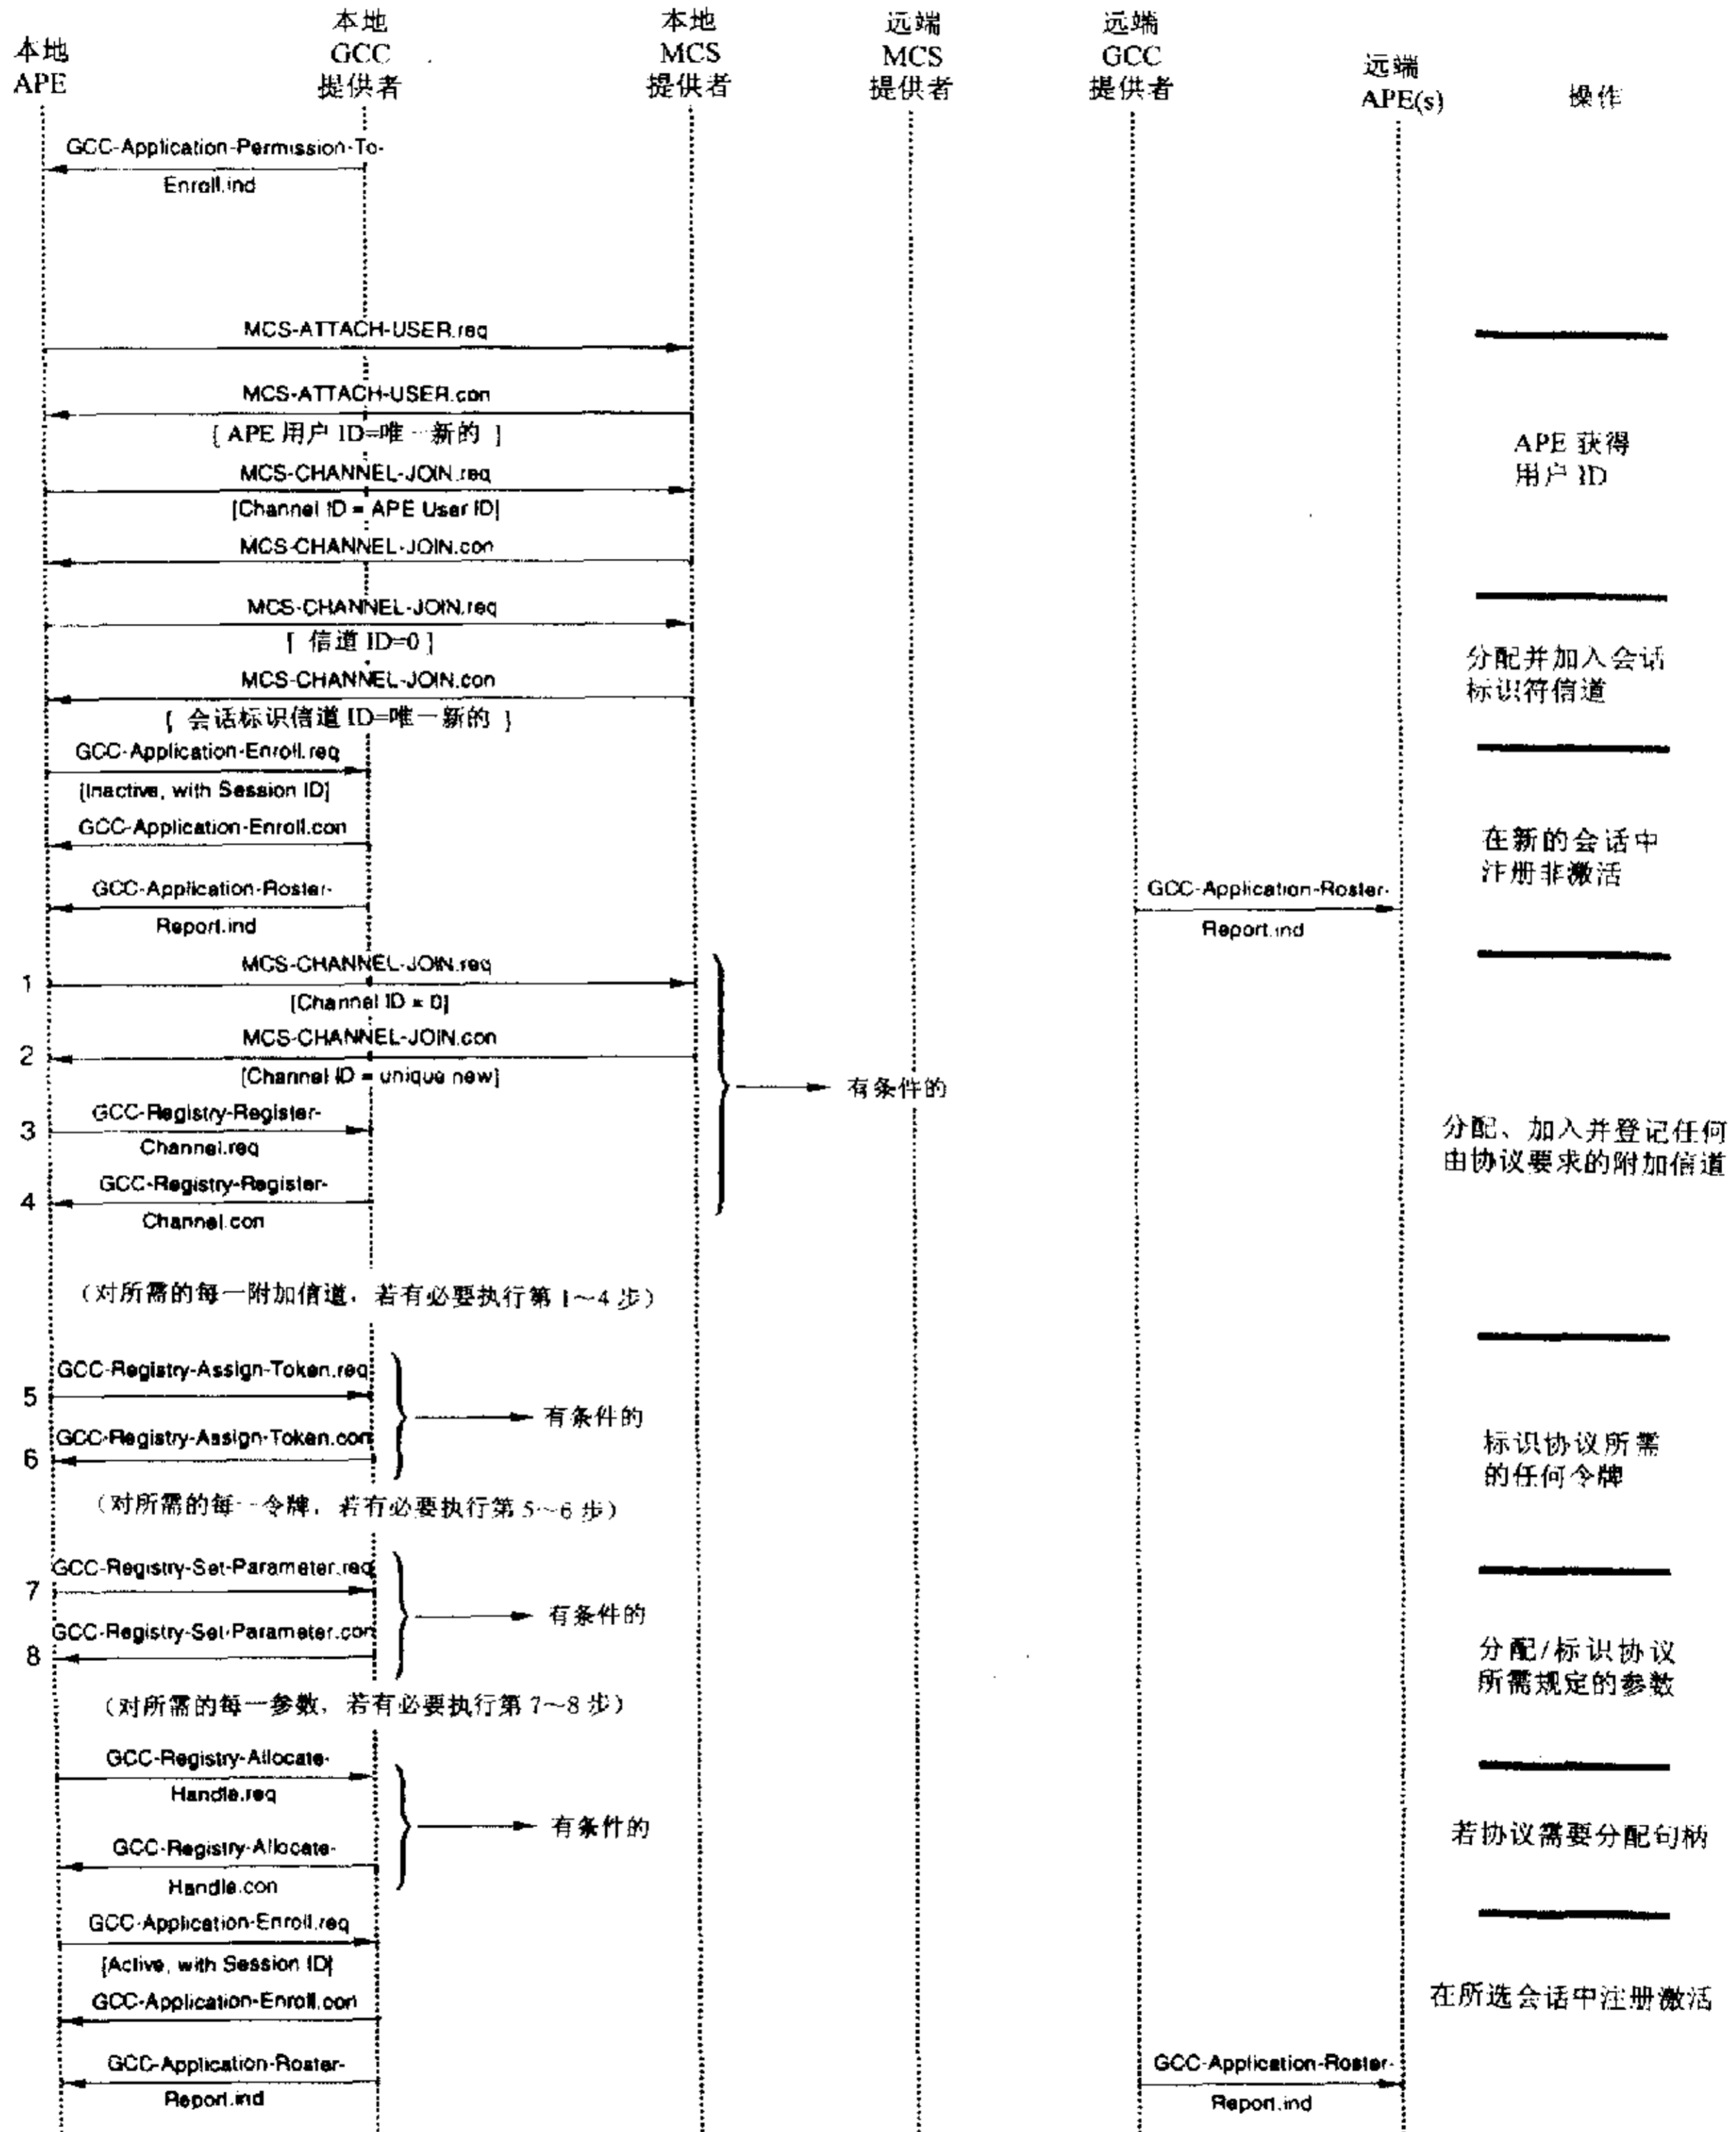 本地
APE
本地
GCC
提供者
本地
MCS
提供者
远端
MCS
提供者
远端
GCC
提供者
远端
APE(s)
操作
GCC-Application-Permission-To-
Enroll.ind
MCS-ATTACH-USER.req
MCS-ATTACH-USER.con
[ APE 用户 ID=唯一新的 ]
MCS-CHANNEL-JOIN.req
[Channel ID = APE User ID]
MCS-CHANNEL-JOIN.con
APE 获得
用户 ID
MCS-CHANNEL-JOIN.req
[ 信道 ID=0 ]
MCS-CHANNEL-JOIN.con
[ 会话标识信道 ID=唯一新的 ]
分配并加入会话
标识符信道
GCC-Application-Enroll.req
[Inactive, with Session ID]
GCC-Application-Enroll.con
GCC-Application-Roster-
Report.ind
GCC-Application-Roster-
Report.ind
在新的会话中
注册非激活
1
MCS-CHANNEL-JOIN.req
[Channel ID = 0]
2
MCS-CHANNEL-JOIN.con
[Channel ID = unique new]
3
GCC-Registry-Register-
Channel.req
4
GCC-Registry-Register-
Channel.con
有条件的
分配、加入并登记任何
由协议要求的附加信道
（对所需的每一附加信道，若有必要执行第 1～4 步）
5
GCC-Registry-Assign-Token.req
6
GCC-Registry-Assign-Token.con
有条件的
标识协议所需
的任何令牌
（对所需的每一令牌，若有必要执行第 5～6 步）
7
GCC-Registry-Set-Parameter.req
8
GCC-Registry-Set-Parameter.con
有条件的
分配/标识协议
所需规定的参数
（对所需的每一参数，若有必要执行第 7～8 步）
GCC-Registry-Allocate-
Handle.req
GCC-Registry-Allocate-
Handle.con
有条件的
若协议需要分配句柄
GCC-Application-Enroll.req
[Active, with Session ID]
GCC-Application-Enroll.con
GCC-Application-Roster-
Report.ind
GCC-Application-Roster-
Report.ind
在所选会话中注册激活